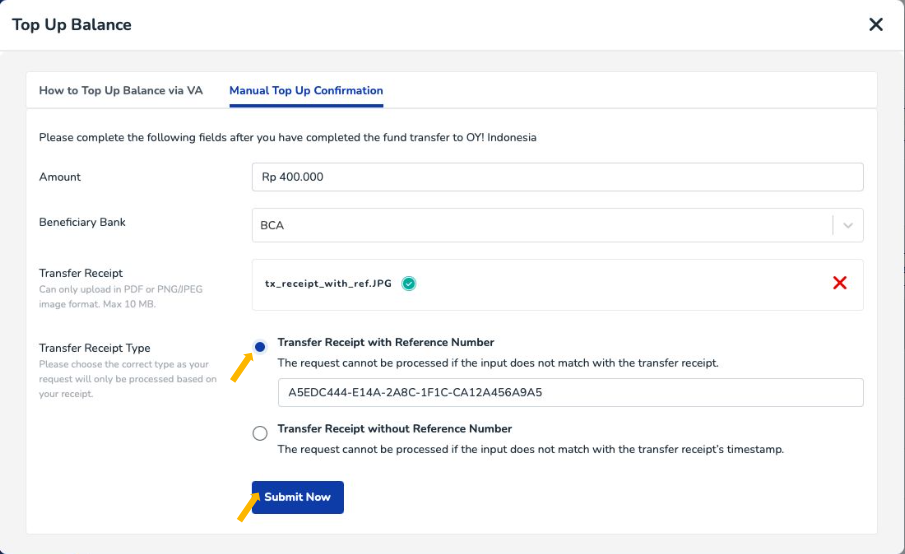 Top Up Balance
How to Top Up Balance via VA
Manual Top Up Confirmation
Please complete the following fields after you have completed the fund transfer to OY! Indonesia
Amount
Rp 400.000
Beneficiary Bank
BCA
Transfer Receipt
Can only upload in PDF or PNG/JPEG
image format. Max 10 MB.
tx_receipt_with_ref.JPG
Transfer Receipt Type
Please choose the correct type as your
request will only be processed based on
your receipt.
Transfer Receipt with Reference Number
The request cannot be processed if the input does not match with the transfer receipt.
A5EDC444-E14A-2A8C-1F1C-CA12A456A9A5
Transfer Receipt without Reference Number
The request cannot be processed if the input does not match with the transfer receipt's timestamp.
Submit Now